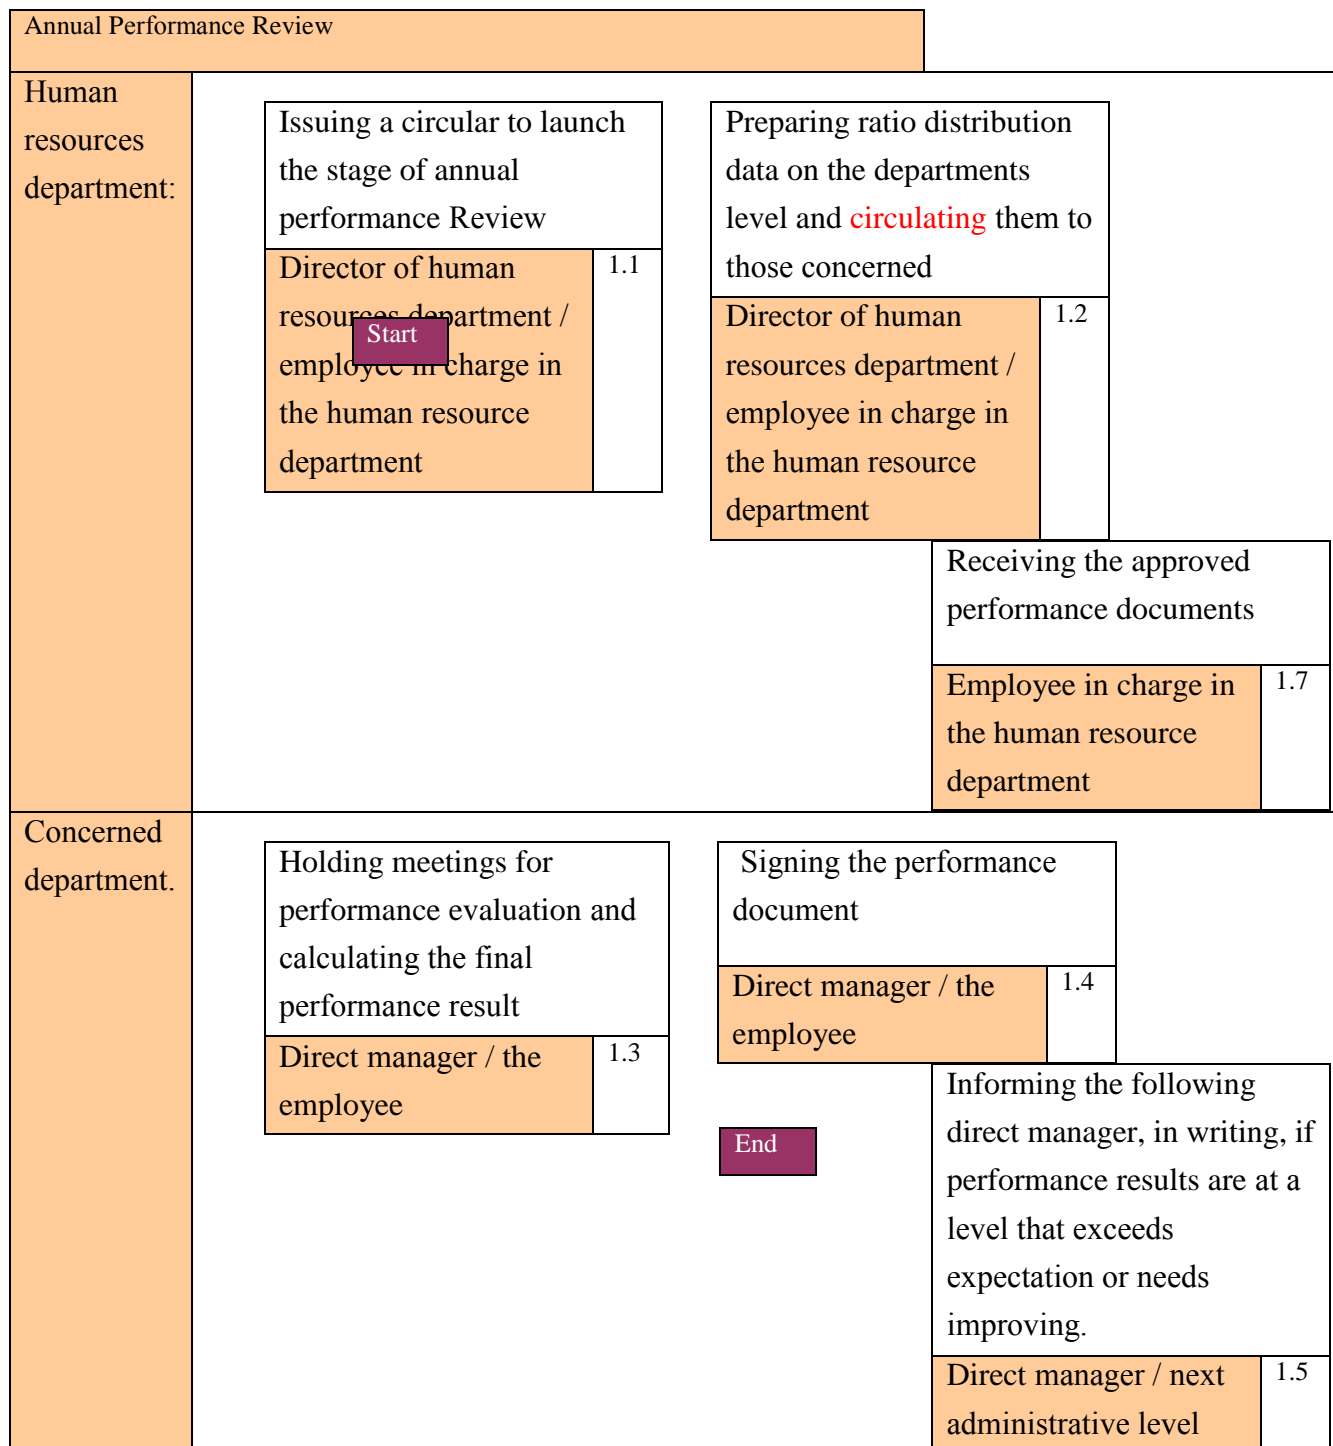 Annual Performance Review
Human
resources
department:
Issuing a circular to launch
the stage of annual
performance Review
Director of human
resources department /
employee in charge in
the human resource
department
1.1
Start
Preparing ratio distribution
data on the departments
level and circulating them to
those concerned
Director of human
resources department /
employee in charge in
the human resource
department
1.2
Receiving the approved
performance documents
Employee in charge in
the human resource
department
1.7
Concerned
department.
Holding meetings for
performance evaluation and
calculating the final
performance result
Direct manager / the
employee
1.3
Signing the performance
document
Direct manager / the
employee
1.4
End
Informing the following
direct manager, in writing, if
performance results are at a
level that exceeds
expectation or needs
improving.
Direct manager / next
administrative level
1.5